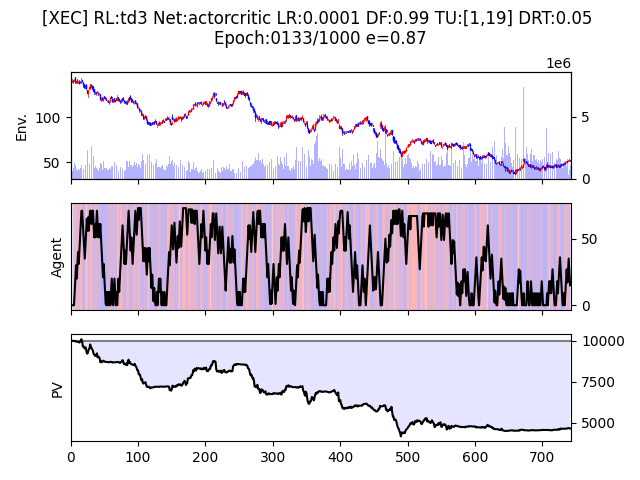 [XEC] RL:td3 Net:actorcritic LR:0.0001 DF:0.99 TU:[1,19] DRT:0.05
Epoch:0133/1000 e=0.87
1e6
Env.
100
50
5
0
Agent
50
0
PV
10000
7500
5000
0 100 200 300 400 500 600 700